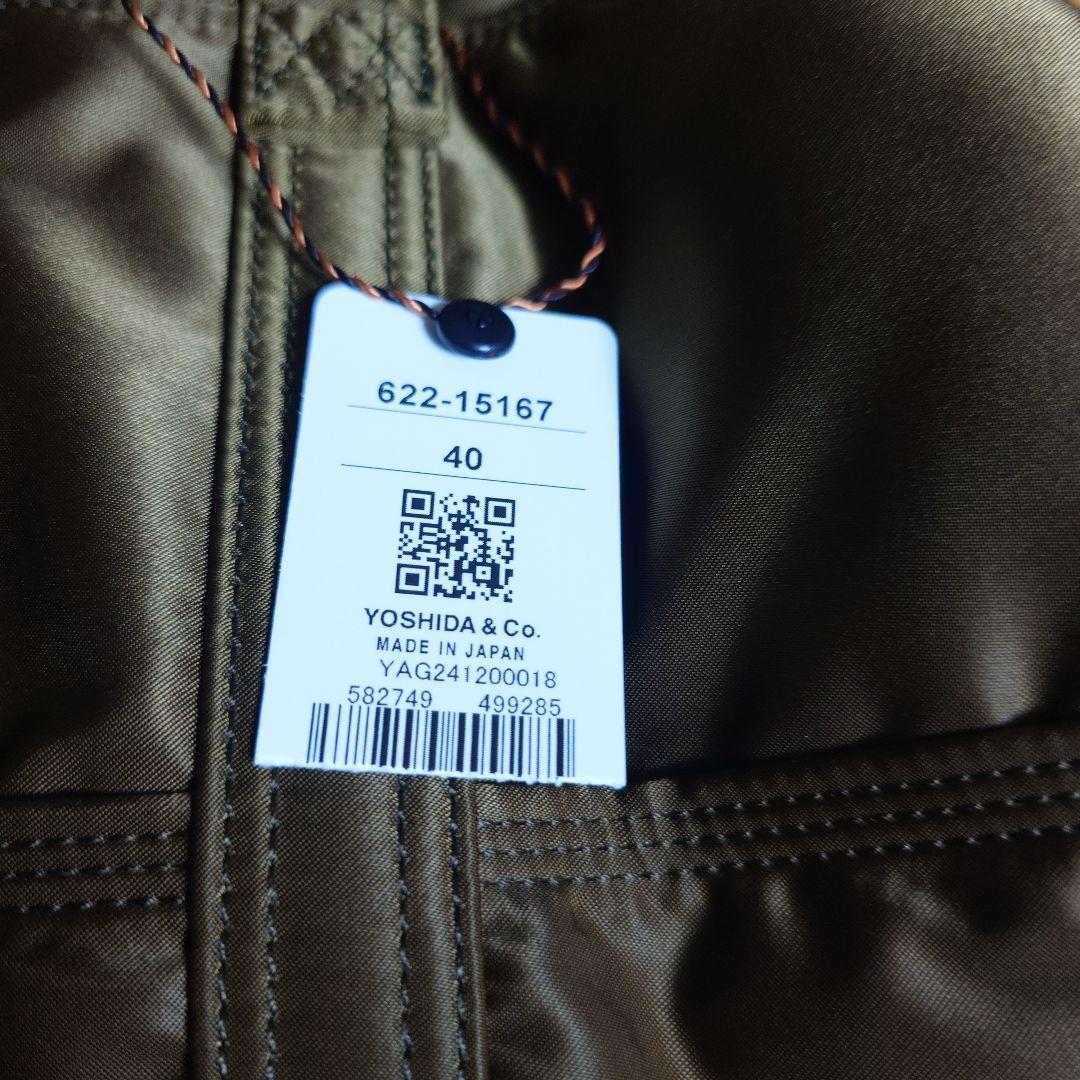 622-15167
40
YOSHIDA & Co.
MADE IN JAPAN
YAG241200018
582749 499285